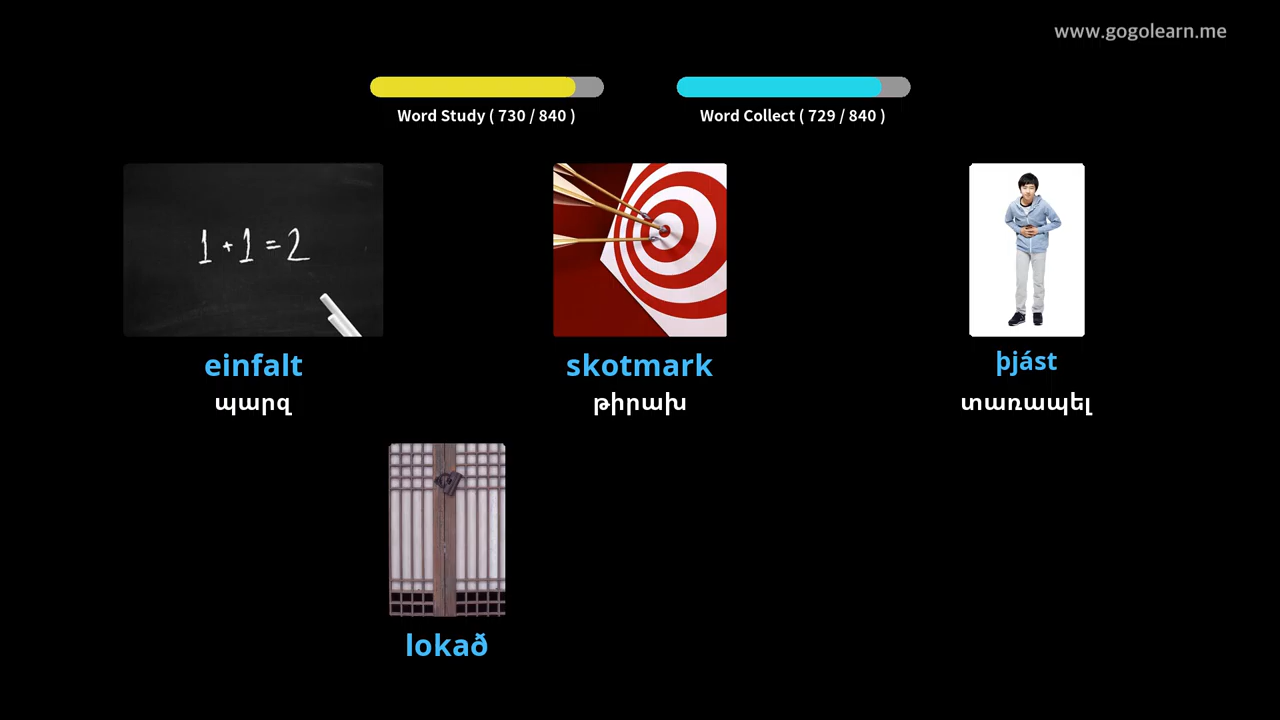 www.gogolearn.me
Word Study ( 730 / 840 )
Word Collect ( 729 / 840 )
1 + 1 = 2
einfalt
skotmark
þjást
պարզ
թիրախ
տառապել
lokað